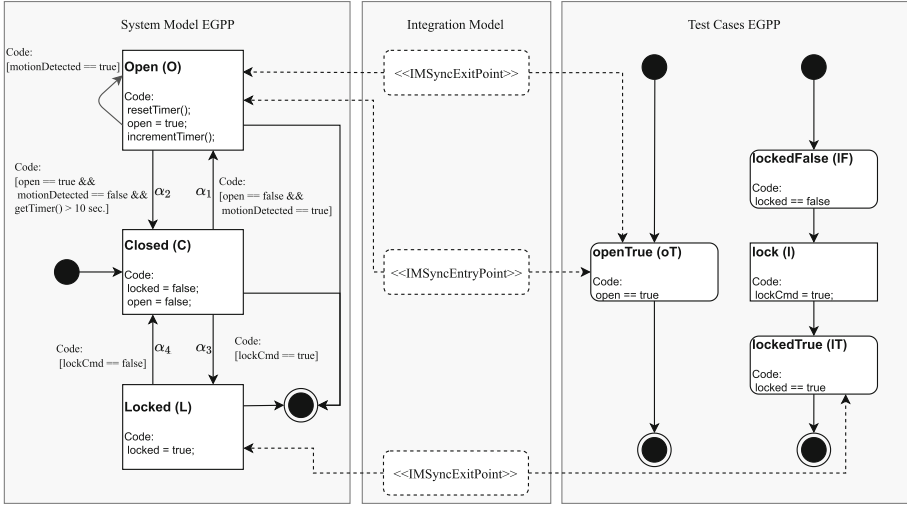 System Model EGPP
Integration Model
Test Cases EGPP
Code:
[motionDetected == true]
Open (O)
Code:
resetTimer();
open = true;
incrementTimer();
<<IMSyncExitPoint>>
Code:
[open == true &&
motionDetected == false &&
getTimer() > 10 sec.]
α2
α1
Code:
[open == false &&
motionDetected == true]
Closed (C)
Code:
locked = false;
open = false;
<<IMSyncEntryPoint>>
Code:
[lockCmd == false]
α4
α3
Code:
[lockCmd == true]
Locked (L)
Code:
locked = true;
<<IMSyncExitPoint>>
openTrue (oT)
Code:
open == true
lockedFalse (lF)
Code:
locked == false
lock (l)
Code:
lockCmd = true;
lockedTrue (lT)
Code:
locked == true